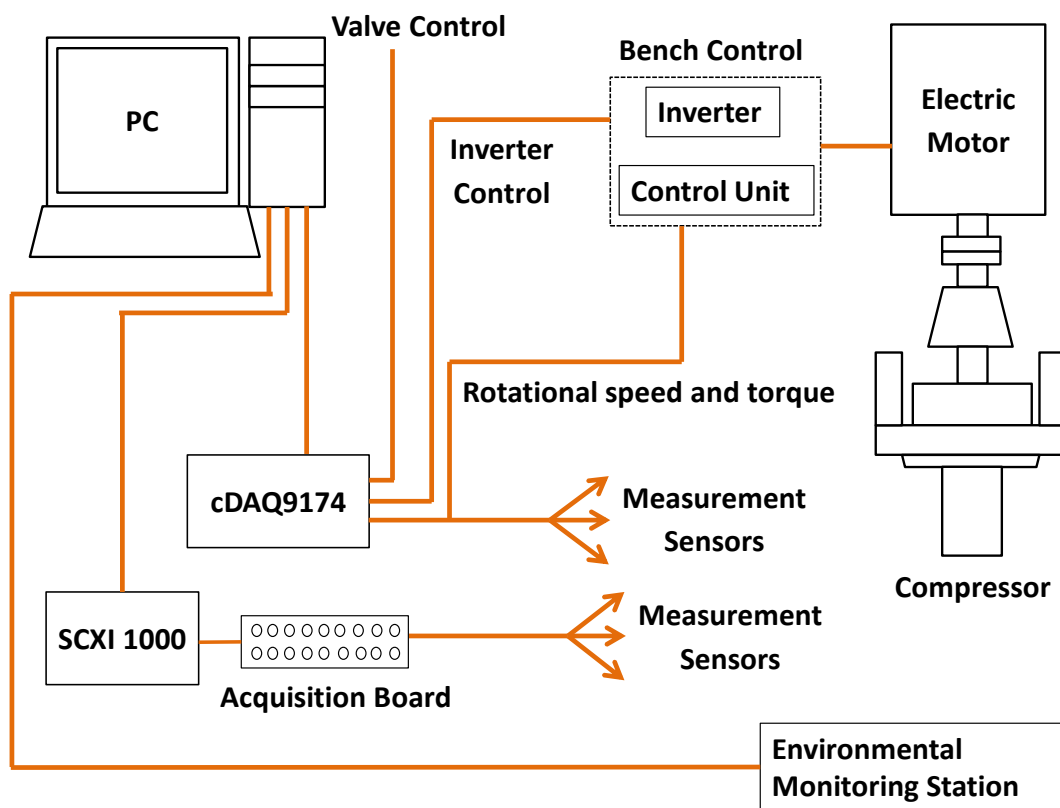 Valve Control
Bench Control
PC
Inverter
Electric
Motor
Inverter
Control
Control Unit
Rotational speed and torque
cDAQ9174
Measurement
Sensors
Compressor
SCXI 1000
Measurement
Sensors
Acquisition Board
Environmental
Monitoring Station